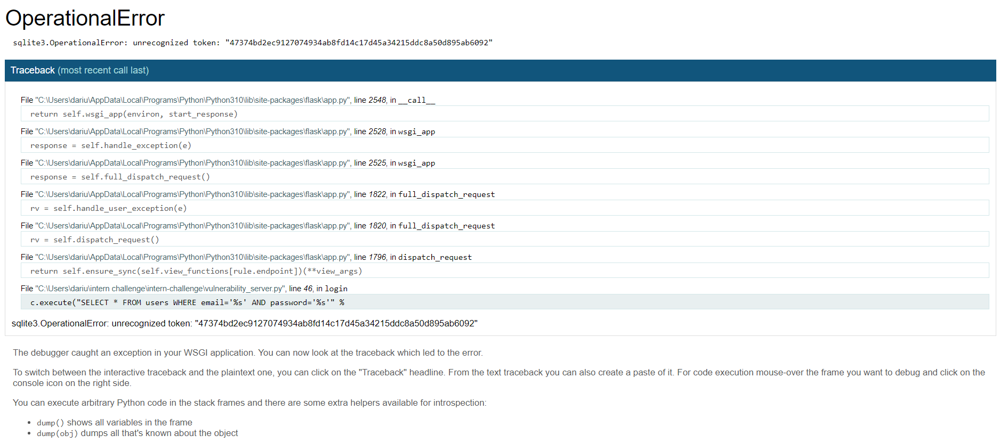 OperationalError
sqlite3.OperationalError: unrecognized token: "47374bd2ec9127074934ab8fd14c17d45a34215ddc8a50d895ab6092"
Traceback (most recent call last)
File "C:\Users\dariu\AppData\Local\Programs\Python\Python310\lib\site-packages\flask\app.py", line 2548, in __call__
return self.wsgi_app(environ, start_response)
File "C:\Users\dariu\AppData\Local\Programs\Python\Python310\lib\site-packages\flask\app.py", line 2528, in wsgi_app
response = self.handle_exception(e)
File "C:\Users\dariu\AppData\Local\Programs\Python\Python310\lib\site-packages\flask\app.py", line 2525, in wsgi_app
response = self.full_dispatch_request()
File "C:\Users\dariu\AppData\Local\Programs\Python\Python310\lib\site-packages\flask\app.py", line 1822, in full_dispatch_request
rv = self.handle_user_exception(e)
File "C:\Users\dariu\AppData\Local\Programs\Python\Python310\lib\site-packages\flask\app.py", line 1820, in full_dispatch_request
rv = self.dispatch_request()
File "C:\Users\dariu\AppData\Local\Programs\Python\Python310\lib\site-packages\flask\app.py", line 1796, in dispatch_request
return self.ensure_sync(self.view_functions[rule.endpoint])(**view_args)
File "C:\Users\dariu\intern challenge\intern-challenge\vulnerability_server.py", line 46, in login
c.execute("SELECT * FROM users WHERE email='%s' AND password='%s'" %
sqlite3.OperationalError: unrecognized token: "47374bd2ec9127074934ab8fd14c17d45a34215ddc8a50d895ab6092"
The debugger caught an exception in your WSGI application. You can now look at the traceback which led to the error.
To switch between the interactive traceback and the plaintext one, you can click on the "Traceback" headline. From the text traceback you can also create a paste of it. For code execution mouse-over the frame you want to debug and click on the
console icon on the right side.
You can execute arbitrary Python code in the stack frames and there are some extra helpers available for introspection:
• dump() shows all variables in the frame
• dump(obj) dumps all that's known about the object